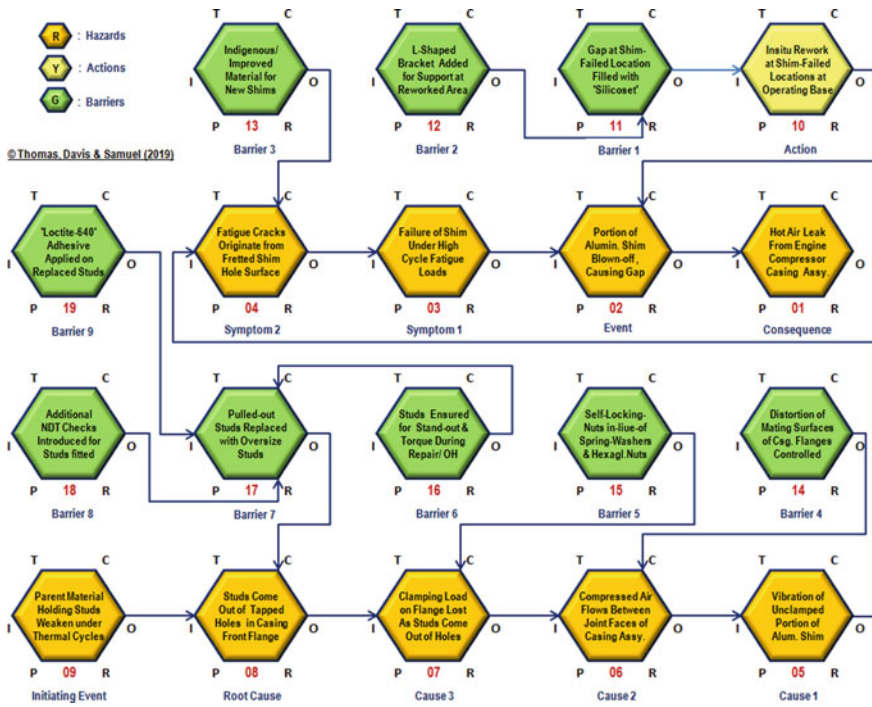 R : Hazards
Y : Actions
G : Barriers
© Thomas, Davis & Samuel (2019)
T C
Indigenous/
Improved
Material for
New Shims
I O
P 13 R
Barrier 3
T C
L-Shaped
Bracket Added
for Support at
Reworked Area
I O
P 12 R
Barrier 2
T C
Gap at Shim-
Failed Location
Filled with
'Silicoset'
I O
P 11 R
Barrier 1
T C
Insitu Rework
at Shim-Failed
Locations at
Operating Base
I O
P 10 R
Action
T C
'Loctite-640'
Adhesive
Applied on
Replaced Studs
I O
P 19 R
Barrier 9
T C
Fatigue Cracks
Originate from
Fretted Shim
Hole Surface
I O
P 04 R
Symptom 2
T C
Failure of Shim
Under High
Cycle Fatigue
Loads
I O
P 03 R
Symptom 1
T C
Portion of
Alumin. Shim
Blown-off ,
Causing Gap
I O
P 02 R
Event
T C
Hot Air Leak
From Engine
Compressor
Casing Assy.
I O
P 01 R
Consequence
T C
Additional
NDT Checks
Introduced for
Studs fitted
I O
P 18 R
Barrier 8
T C
Pulled-out
Studs Replaced
with Oversize
Studs
I O
P 17 R
Barrier 7
T C
Studs Ensured
for Stand-out &
Torque During
Repair/ OH
I O
P 16 R
Barrier 6
T C
Self-Locking-
Nuts in-liue-of
Spring-Washers
& Hexagl.Nuts
I O
P 15 R
Barrier 5
T C
Distortion of
Mating Surfaces
of Csg. Flanges
Controlled
I O
P 14 R
Barrier 4
T C
Parent Material
Holding Studs
Weaken under
Thermal Cycles
I O
P 09 R
Initiating Event
T C
Studs Come
Out of Tapped
Holes in Casing
Front Flange
I O
P 08 R
Root Cause
T C
Clamping Load
on Flange Lost
As Studs Come
Out of Holes
I O
P 07 R
Cause 3
T C
Compressed Air
Flows Between
Joint Faces of
Casing Assy.
I O
P 06 R
Cause 2
T C
Vibration of
Unclamped
Portion of
Alum. Shim
I O
P 05 R
Cause 1